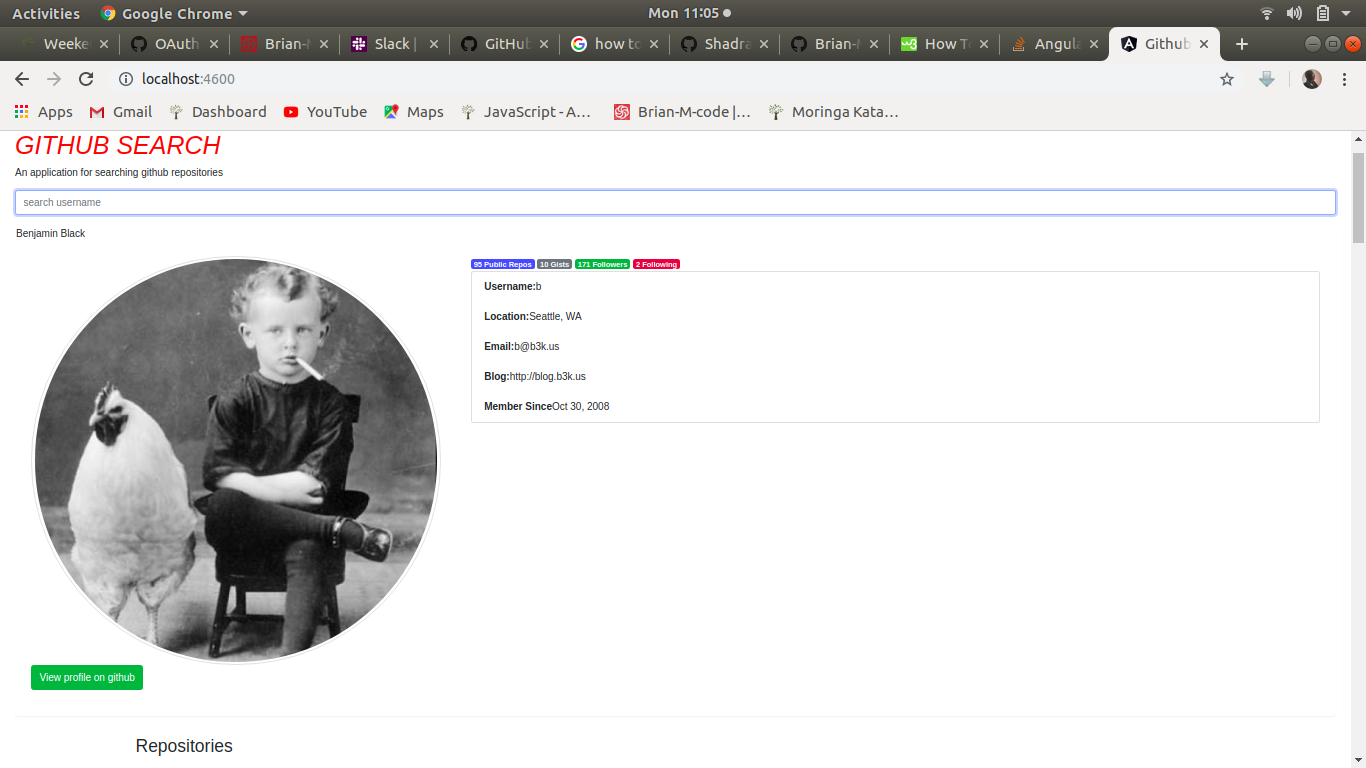 Activities Google Chrome Mon 11:05
Weeke OAuth Brian-M Slack | GitHub how to Shadra Brian-M How To Angula Github
localhost:4600
Apps Gmail Dashboard YouTube Maps JavaScript - A… Brian-M-code |… Moringa Kata…
GITHUB SEARCH
An application for searching github repositories
search username
Benjamin Black
95 Public Repos 10 Gists 171 Followers 2 Following
Username:b
Location:Seattle, WA
Email:b@b3k.us
Blog:http://blog.b3k.us
Member SinceOct 30, 2008
View profile on github
Repositories